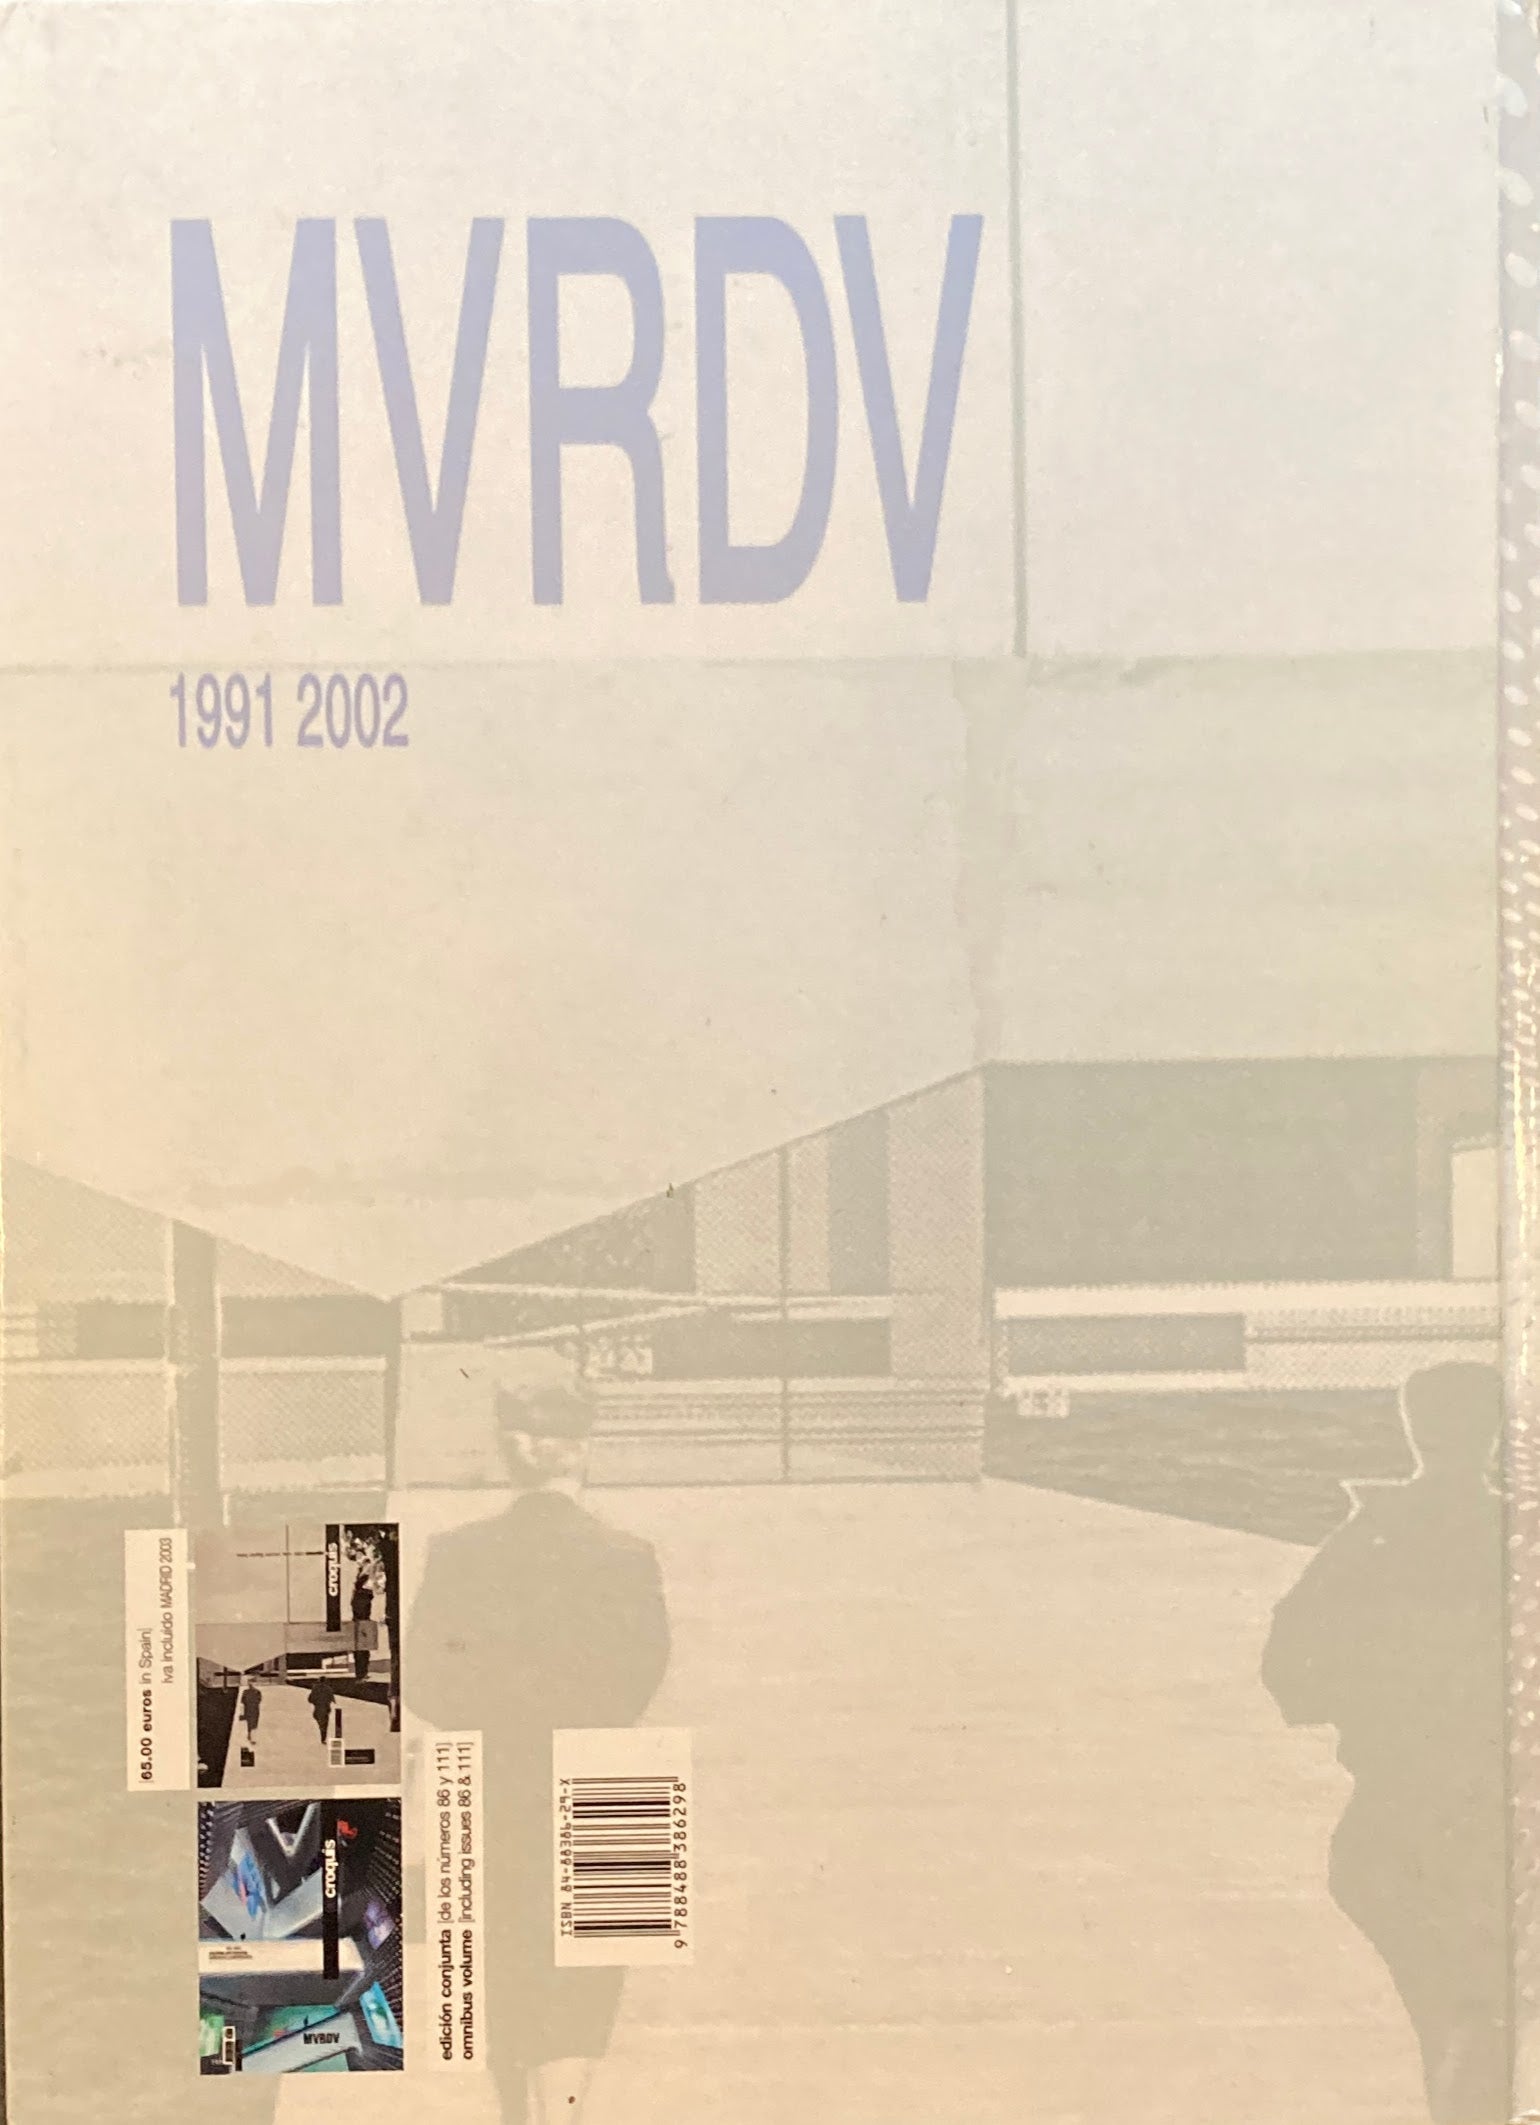 MVRDV
1991 2002
|65.00 euros in Spain|
iva incluido MADRID 2003
croquis
croquis
MVRDV
edición conjunta |de los números 86 y 111|
omnibus volume |including issues 86 & 111|
ISBN 84-88386-29-X
9 788488 386298